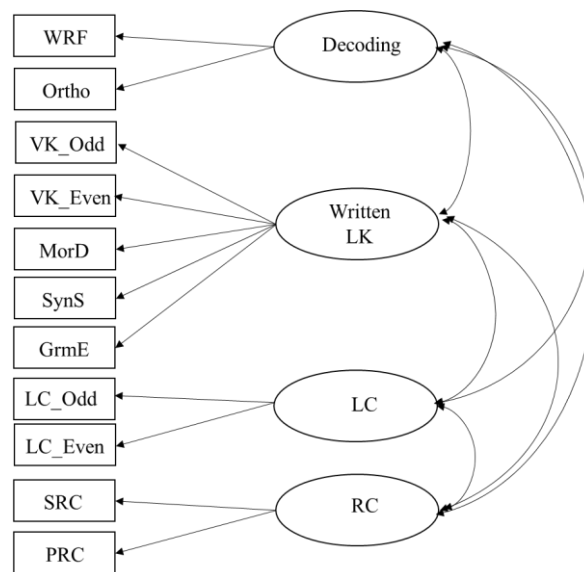 WRF
Decoding
Ortho
VK_Odd
VK_Even
Written
LK
MorD
SynS
GrmE
LC_Odd
LC
LC_Even
SRC
RC
PRC